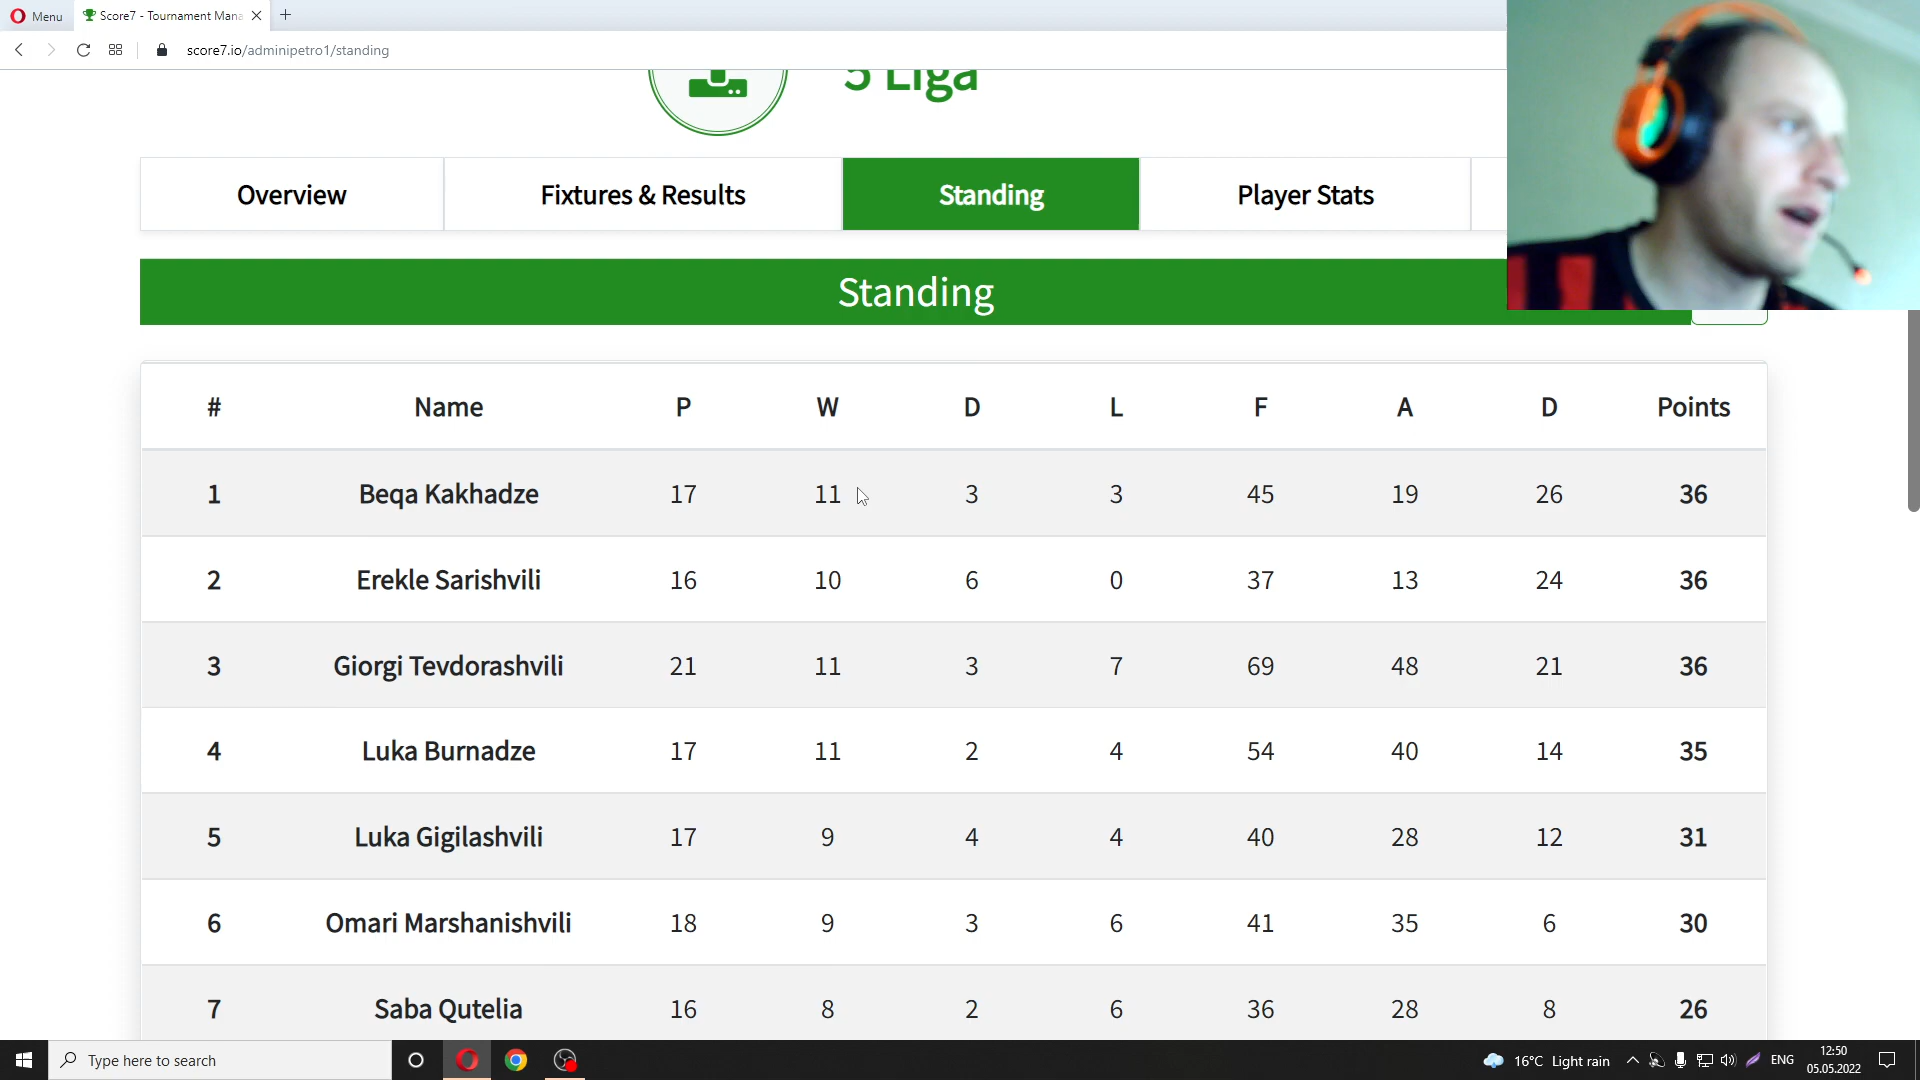 Menu
Score7 - Tournament Mana
score7.io/adminipetro1/standing
5 Liga
Overview Fixtures & Results Standing Player Stats
Standing
# Name P W D L F A D Points
1 Beqa Kakhadze 17 11 3 3 45 19 26 36
2 Erekle Sarishvili 16 10 6 0 37 13 24 36
3 Giorgi Tevdorashvili 21 11 3 7 69 48 21 36
4 Luka Burnadze 17 11 2 4 54 40 14 35
5 Luka Gigilashvili 17 9 4 4 40 28 12 31
6 Omari Marshanishvili 18 9 3 6 41 35 6 30
7 Saba Qutelia 16 8 2 6 36 28 8 26
Type here to search
16°C Light rain
ENG
12:50
05.05.2022